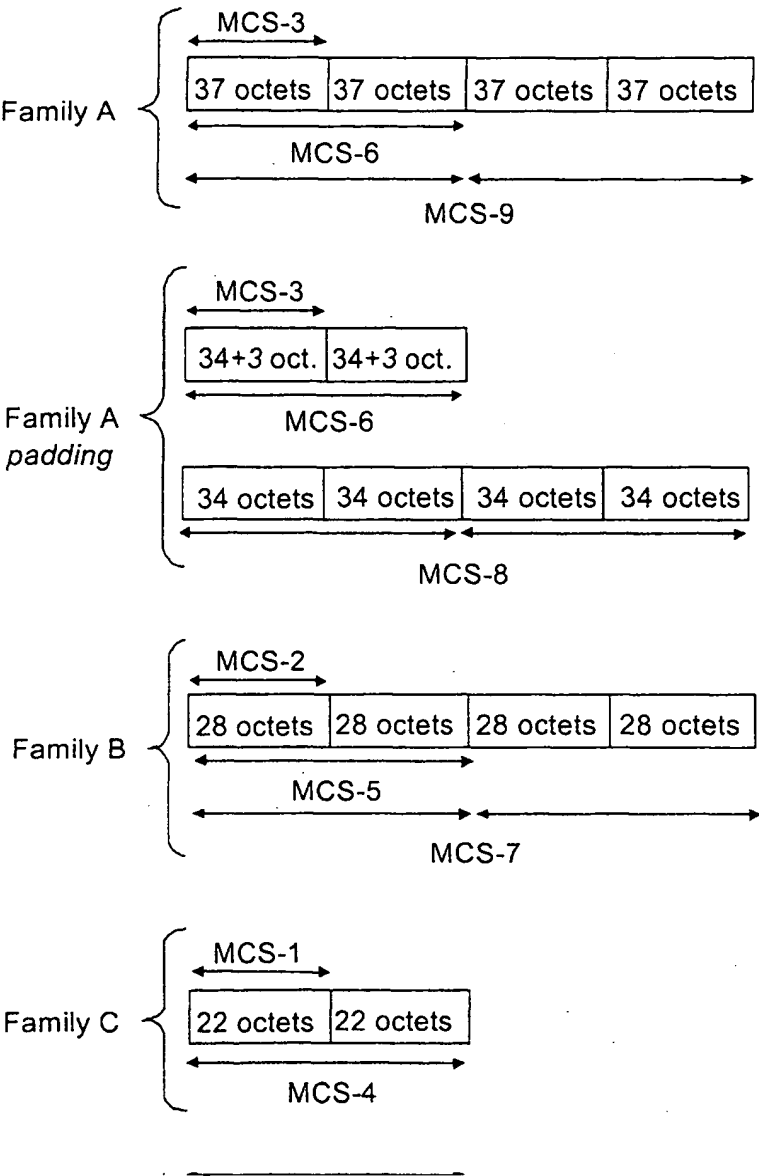 MCS-3
Family A
37 octets 37 octets 37 octets 37 octets
MCS-6
MCS-9
MCS-3
34+3 oct. 34+3 oct.
Family A
padding
MCS-6
34 octets 34 octets 34 octets 34 octets
MCS-8
MCS-2
Family B
28 octets 28 octets 28 octets 28 octets
MCS-5
MCS-7
MCS-1
Family C
22 octets 22 octets
MCS-4